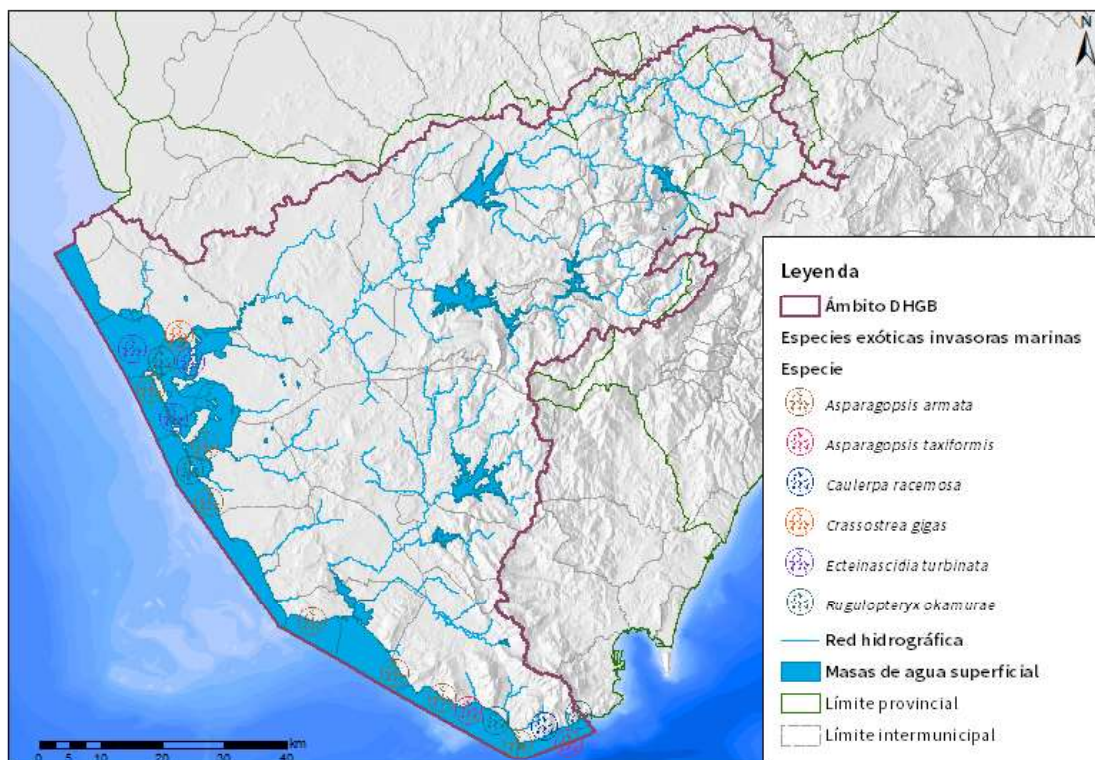 N
Leyenda
Ámbito DHGB
Especies exóticas invasoras marinas
Especie
Asparagopsis armata
Asparagopsis taxiformis
Caulerpa racemosa
Crassostrea gigas
Ecteinascidia turbinata
Rugulopteryx okamurae
Red hidrográfica
Masas de agua superficial
Límite provincial
Límite intermunicipal
km
0 5 10 20 30 40